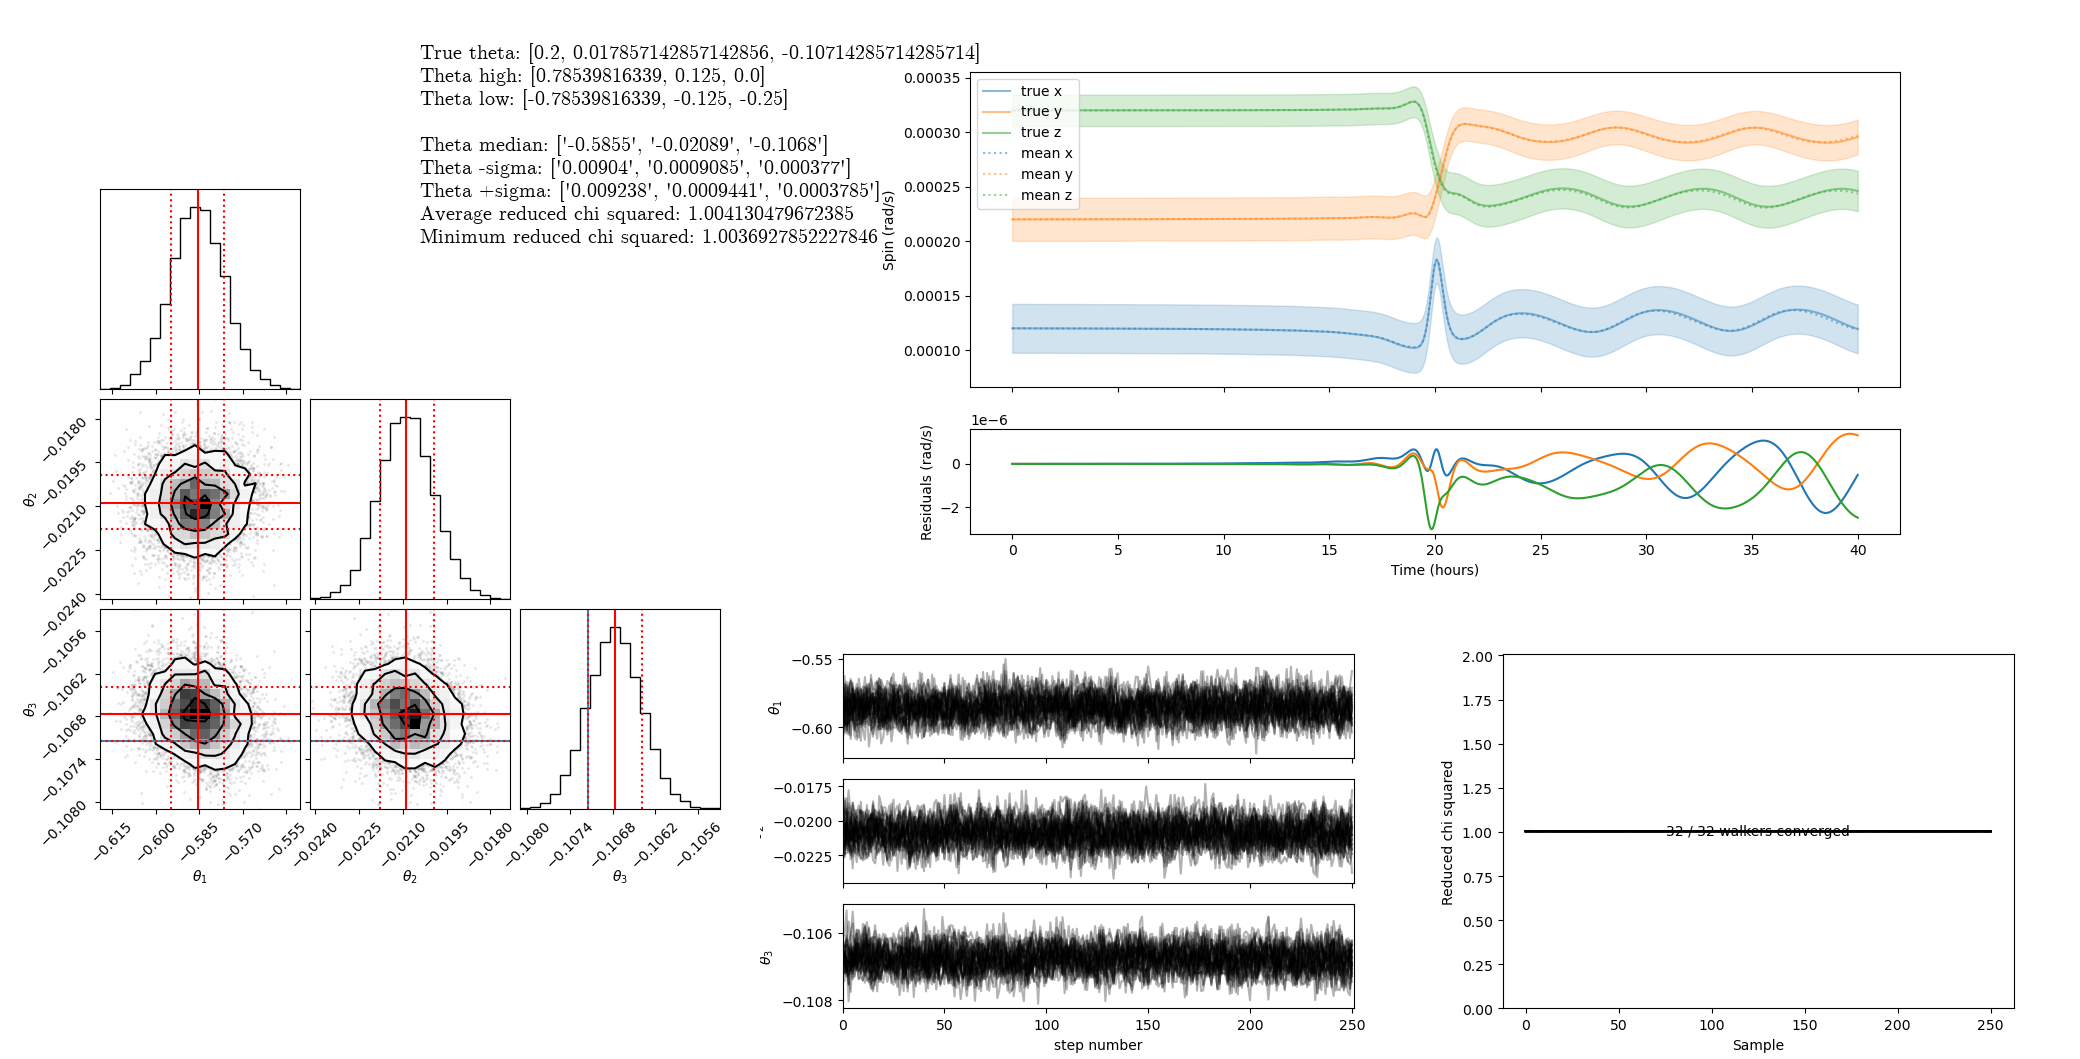 True theta: [0.2, 0.017857142857142856, -0.10714285714285714]
Theta high: [0.78539816339, 0.125, 0.0]
Theta low: [-0.78539816339, -0.125, -0.25]
Theta median: ['-0.5855', '-0.02089', '-0.1068']
Theta -sigma: ['0.00904', '0.0009085', '0.000377']
Theta +sigma: ['0.009238', '0.0009441', '0.0003785']
Average reduced chi squared: 1.004130479672385
Minimum reduced chi squared: 1.0036927852227846
θ2
−0.0180
−0.0195
−0.0210
−0.0225
−0.0240
θ3
−0.1056
−0.1062
−0.1068
−0.1074
−0.1080
−0.615
−0.600
−0.585
−0.570
−0.555
θ1
−0.0240
−0.0225
−0.0210
−0.0195
−0.0180
θ2
−0.1080
−0.1074
−0.1068
−0.1062
−0.1056
θ3
Spin (rad/s)
0.00035
0.00030
0.00025
0.00020
0.00015
0.00010
true x
true y
true z
mean x
mean y
mean z
1e−6
Residuals (rad/s)
0
−2
0
5
10
15
20
25
30
35
40
Time (hours)
θ1
−0.55
−0.60
−0.0175
−0.0200
−0.0225
θ3
−0.106
−0.108
0
50
100
150
200
250
step number
Reduced chi squared
2.00
1.75
1.50
1.25
1.00
0.75
0.50
0.25
0.00
32 / 32 walkers converged
0
50
100
150
200
250
Sample